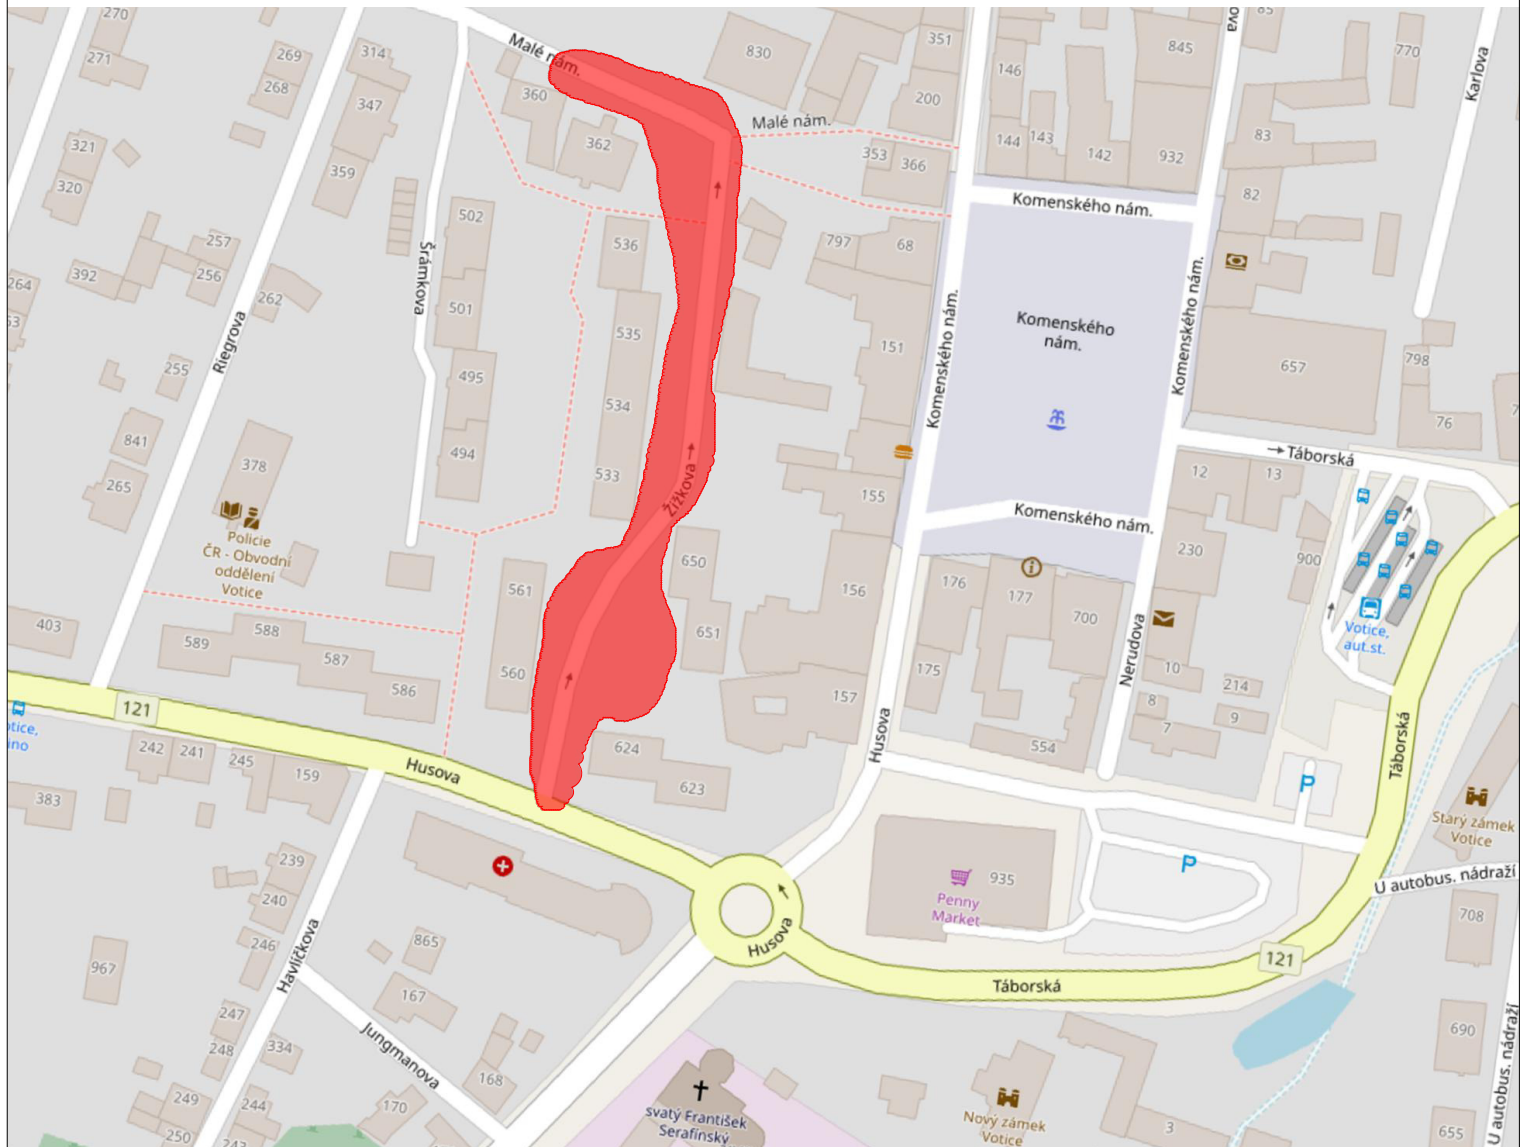 270
271
269
268
314
347
359
321
320
Malé nám.
360
362
830
Malé nám.
351
200
353
366
146
144
143
142
845
932
85
83
82
770
Karlova
Komenského nám.
257
256
392
264
262
255
Riegrova
Šrámkova
502
501
495
494
536
535
534
533
797
68
151
155
156
157
Komenského nám.
Komenského
nám.
Komenského nám.
657
798
76
Táborská
12
13
841
265
378
Policie
ČR - Obvodní
oddělení
Votice
Žižkova
561
560
650
651
Komenského nám.
230
900
176
177
700
175
554
Nerudova
10
8
7
214
9
Votice,
aut.st.
403
589
588
587
586
121
Husova
242
241
245
159
383
624
623
Husova
P
Táborská
Starý zámek
Votice
U autobus. nádraží
708
P
935
Penny
Market
Husova
121
Táborská
239
240
246
Havlíčkova
967
865
167
247
248
334
Jungmanova
168
170
249
244
250
svatý František
Serafínský
Nový zámek
Votice
3
690
655
U autobus. nádraží